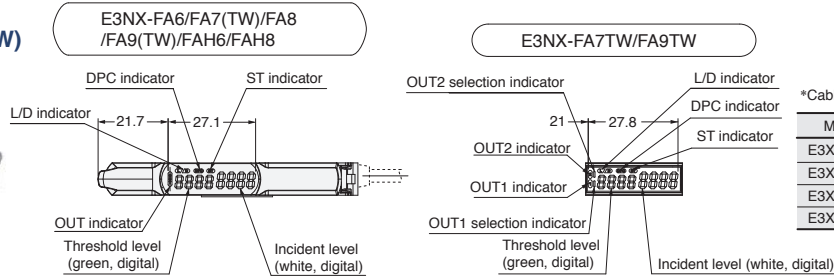 W)
E3NX-FA6/FA7(TW)/FA8
/FA9(TW)/FAH6/FAH8
DPC indicator
ST indicator
L/D indicator
21.7
27.1
OUT indicator
Threshold level
(green, digital)
Incident level
(white, digital)
E3NX-FA7TW/FA9TW
OUT2 selection indicator
L/D indicator
DPC indicator
21
27.8
ST indicator
OUT2 indicator
OUT1 indicator
OUT1 selection indicator
Threshold level
(green, digital)
Incident level (white, digital)
*Cab
M
E3X
E3X
E3X
E3X